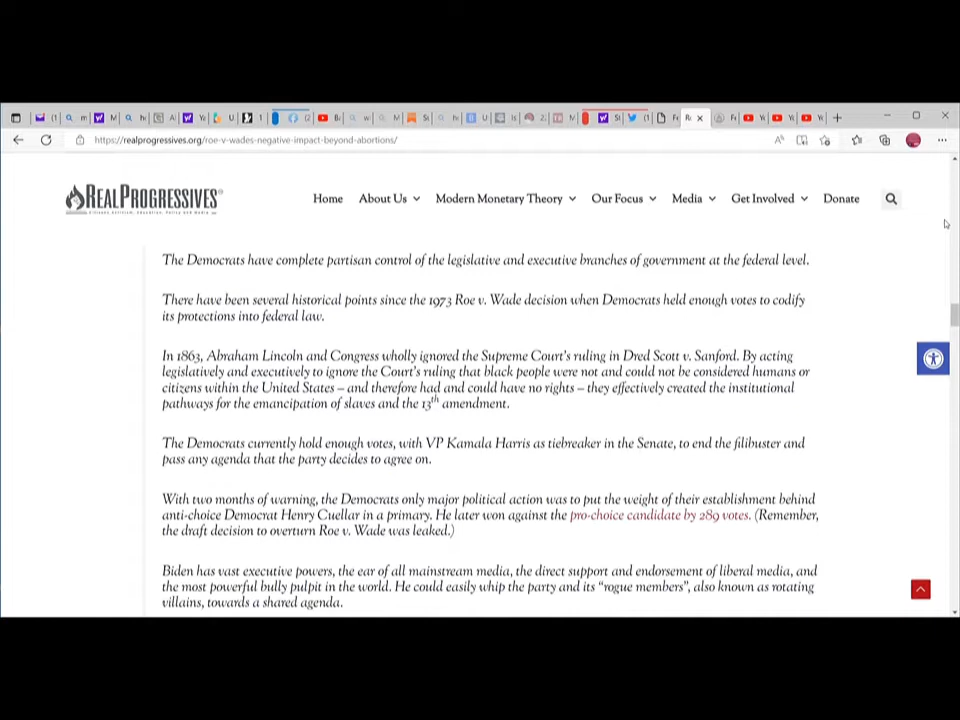 https://realprogressives.org/roe-v-wades-negative-impact-beyond-abortions/
REALPROGRESSIVES
Home About Us Modern Monetary Theory Our Focus Media Get Involved Donate
The Democrats have complete partisan control of the legislative and executive branches of government at the federal level.
There have been several historical points since the 1973 Roe v. Wade decision when Democrats held enough votes to codify
its protections into federal law.
In 1863, Abraham Lincoln and Congress wholly ignored the Supreme Court's ruling in Dred Scott v. Sanford. By acting
legislatively and executively to ignore the Court's ruling that black people were not and could not be considered humans or
citizens within the United States – and therefore had and could have no rights – they effectively created the institutional
pathways for the emancipation of slaves and the 13th amendment.
The Democrats currently hold enough votes, with VP Kamala Harris as tiebreaker in the Senate, to end the filibuster and
pass any agenda that the party decides to agree on.
With two months of warning, the Democrats only major political action was to put the weight of their establishment behind
anti-choice Democrat Henry Cuellar in a primary. He later won against the pro-choice candidate by 289 votes. (Remember,
the draft decision to overturn Roe v. Wade was leaked.)
Biden has vast executive powers, the ear of all mainstream media, the direct support and endorsement of liberal media, and
the most powerful bully pulpit in the world. He could easily whip the party and its "rogue members", also known as rotating
villains, towards a shared agenda.